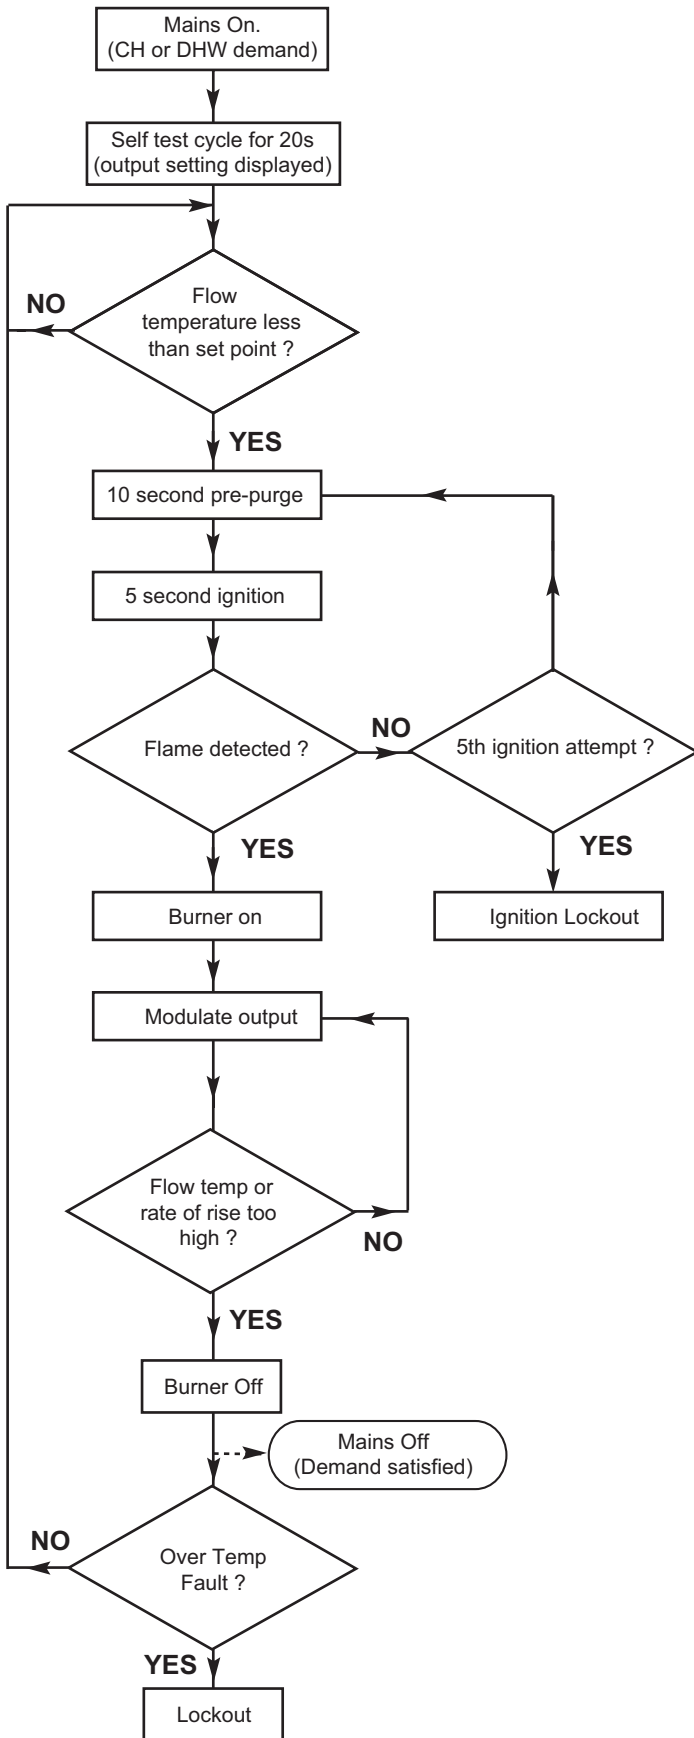 Mains On.
(CH or DHW demand)
Self test cycle for 20s
(output setting displayed)
NO
Flow
temperature less
than set point ?
YES
10 second pre-purge
5 second ignition
Flame detected ?
NO
5th ignition attempt ?
YES
YES
Burner on
Ignition Lockout
Modulate output
Flow temp or
rate of rise too
high ?
NO
YES
Burner Off
Mains Off
(Demand satisfied)
NO
Over Temp
Fault ?
YES
Lockout